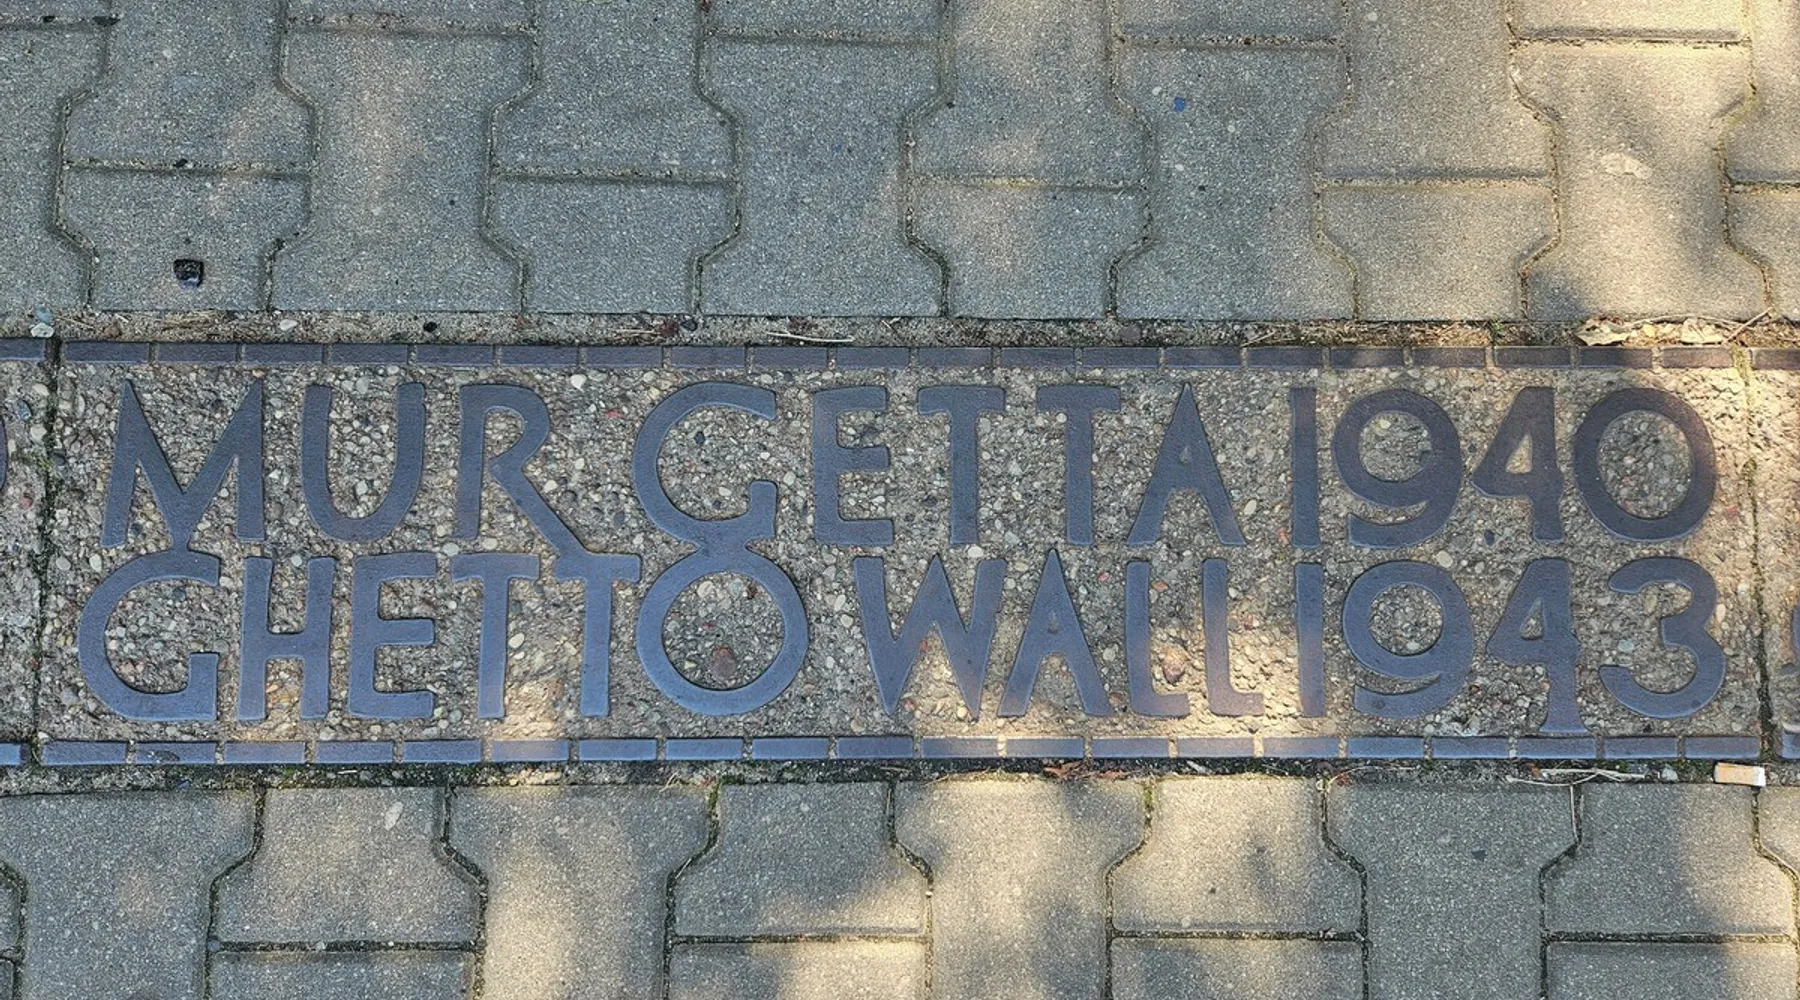 MUR GETTA 1940
GHETTO WALL 1943